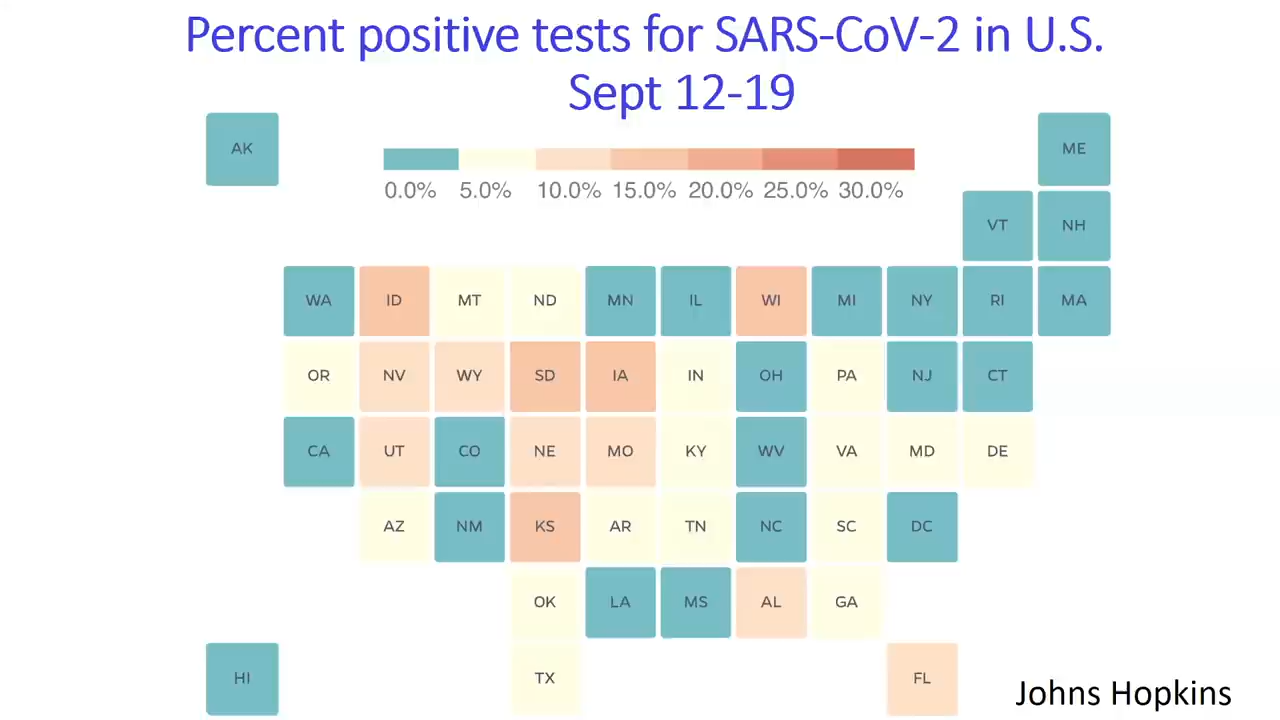 Percent positive tests for SARS-CoV-2 in U.S.
Sept 12-19
AK ME
0.0% 5.0% 10.0% 15.0% 20.0% 25.0% 30.0%
VT NH
WA ID MT ND MN IL WI MI NY RI MA
OR NV WY SD IA IN OH PA NJ CT
CA UT CO NE MO KY WV VA MD DE
AZ NM KS AR TN NC SC DC
OK LA MS AL GA
HI TX FL
Johns Hopkins